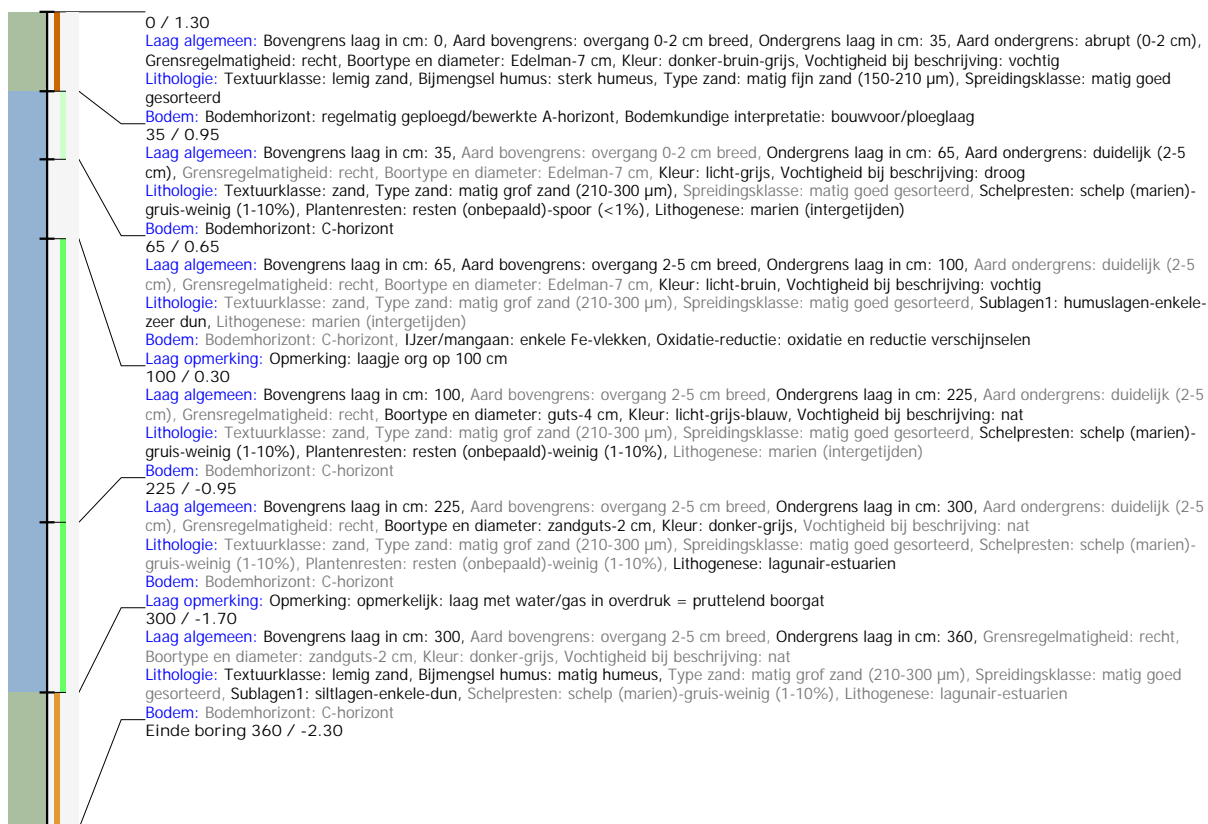 0 / 1.30
Laag algemeen: Bovengrens laag in cm: 0, Aard bovengrens: overgang 0-2 cm breed, Ondergrens laag in cm: 35, Aard ondergrens: abrupt (0-2 cm),
Grensregelmatigheid: recht, Boortype en diameter: Edelman-7 cm, Kleur: donker-bruin-grijs, Vochtigheid bij beschrijving: vochtig
Lithologie: Textuurklasse: lemig zand, Bijmengsel humus: sterk humeus, Type zand: matig fijn zand (150-210 µm), Spreidingsklasse: matig goed
gesorteerd
Bodem: Bodemhorizont: regelmatig geploegd/bewerkte A-horizont, Bodemkundige interpretatie: bouwvoor/ploeglaag
35 / 0.95
Laag algemeen: Bovengrens laag in cm: 35, Aard bovengrens: overgang 0-2 cm breed, Ondergrens laag in cm: 65, Aard ondergrens: duidelijk (2-5
cm), Grensregelmatigheid: recht, Boortype en diameter: Edelman-7 cm, Kleur: licht-grijs, Vochtigheid bij beschrijving: droog
Lithologie: Textuurklasse: zand, Type zand: matig grof zand (210-300 µm), Spreidingsklasse: matig goed gesorteerd, Schelpresten: schelp (marien)-
gruis-weinig (1-10%), Plantenresten: resten (onbepaald)-spoor (<1%), Lithogenese: marien (intergetijden)
Bodem: Bodemhorizont: C-horizont
65 / 0.65
Laag algemeen: Bovengrens laag in cm: 65, Aard bovengrens: overgang 2-5 cm breed, Ondergrens laag in cm: 100, Aard ondergrens: duidelijk (2-5
cm), Grensregelmatigheid: recht, Boortype en diameter: Edelman-7 cm, Kleur: licht-bruin, Vochtigheid bij beschrijving: vochtig
Lithologie: Textuurklasse: zand, Type zand: matig grof zand (210-300 µm), Spreidingsklasse: matig goed gesorteerd, Sublagen1: humuslagen-enkele-
zeer dun, Lithogenese: marien (intergetijden)
Bodem: Bodemhorizont: C-horizont, IJzer/mangaan: enkele Fe-vlekken, Oxidatie-reductie: oxidatie en reductie verschijnselen
Laag opmerking: Opmerking: laagje org op 100 cm
100 / 0.30
Laag algemeen: Bovengrens laag in cm: 100, Aard bovengrens: overgang 2-5 cm breed, Ondergrens laag in cm: 225, Aard ondergrens: duidelijk (2-5
cm), Grensregelmatigheid: recht, Boortype en diameter: guts-4 cm, Kleur: licht-grijs-blauw, Vochtigheid bij beschrijving: nat
Lithologie: Textuurklasse: zand, Type zand: matig grof zand (210-300 µm), Spreidingsklasse: matig goed gesorteerd, Schelpresten: schelp (marien)-
gruis-weinig (1-10%), Plantenresten: resten (onbepaald)-weinig (1-10%), Lithogenese: marien (intergetijden)
Bodem: Bodemhorizont: C-horizont
225 / -0.95
Laag algemeen: Bovengrens laag in cm: 225, Aard bovengrens: overgang 2-5 cm breed, Ondergrens laag in cm: 300, Aard ondergrens: duidelijk (2-5
cm), Grensregelmatigheid: recht, Boortype en diameter: zandguts-2 cm, Kleur: donker-grijs, Vochtigheid bij beschrijving: nat
Lithologie: Textuurklasse: zand, Type zand: matig grof zand (210-300 µm), Spreidingsklasse: matig goed gesorteerd, Schelpresten: schelp (marien)-
gruis-weinig (1-10%), Plantenresten: resten (onbepaald)-weinig (1-10%), Lithogenese: lagunair-estuarien
Bodem: Bodemhorizont: C-horizont
Laag opmerking: Opmerking: opmerkelijk: laag met water/gas in overdruk = pruttelend boorgat
300 / -1.70
Laag algemeen: Bovengrens laag in cm: 300, Aard bovengrens: overgang 2-5 cm breed, Ondergrens laag in cm: 360, Grensregelmatigheid: recht,
Boortype en diameter: zandguts-2 cm, Kleur: donker-grijs, Vochtigheid bij beschrijving: nat
Lithologie: Textuurklasse: lemig zand, Bijmengsel humus: matig humeus, Type zand: matig grof zand (210-300 µm), Spreidingsklasse: matig goed
gesorteerd, Sublagen1: siltlagen-enkele-dun, Schelpresten: schelp (marien)-gruis-weinig (1-10%), Lithogenese: lagunair-estuarien
Bodem: Bodemhorizont: C-horizont
Einde boring 360 / -2.30